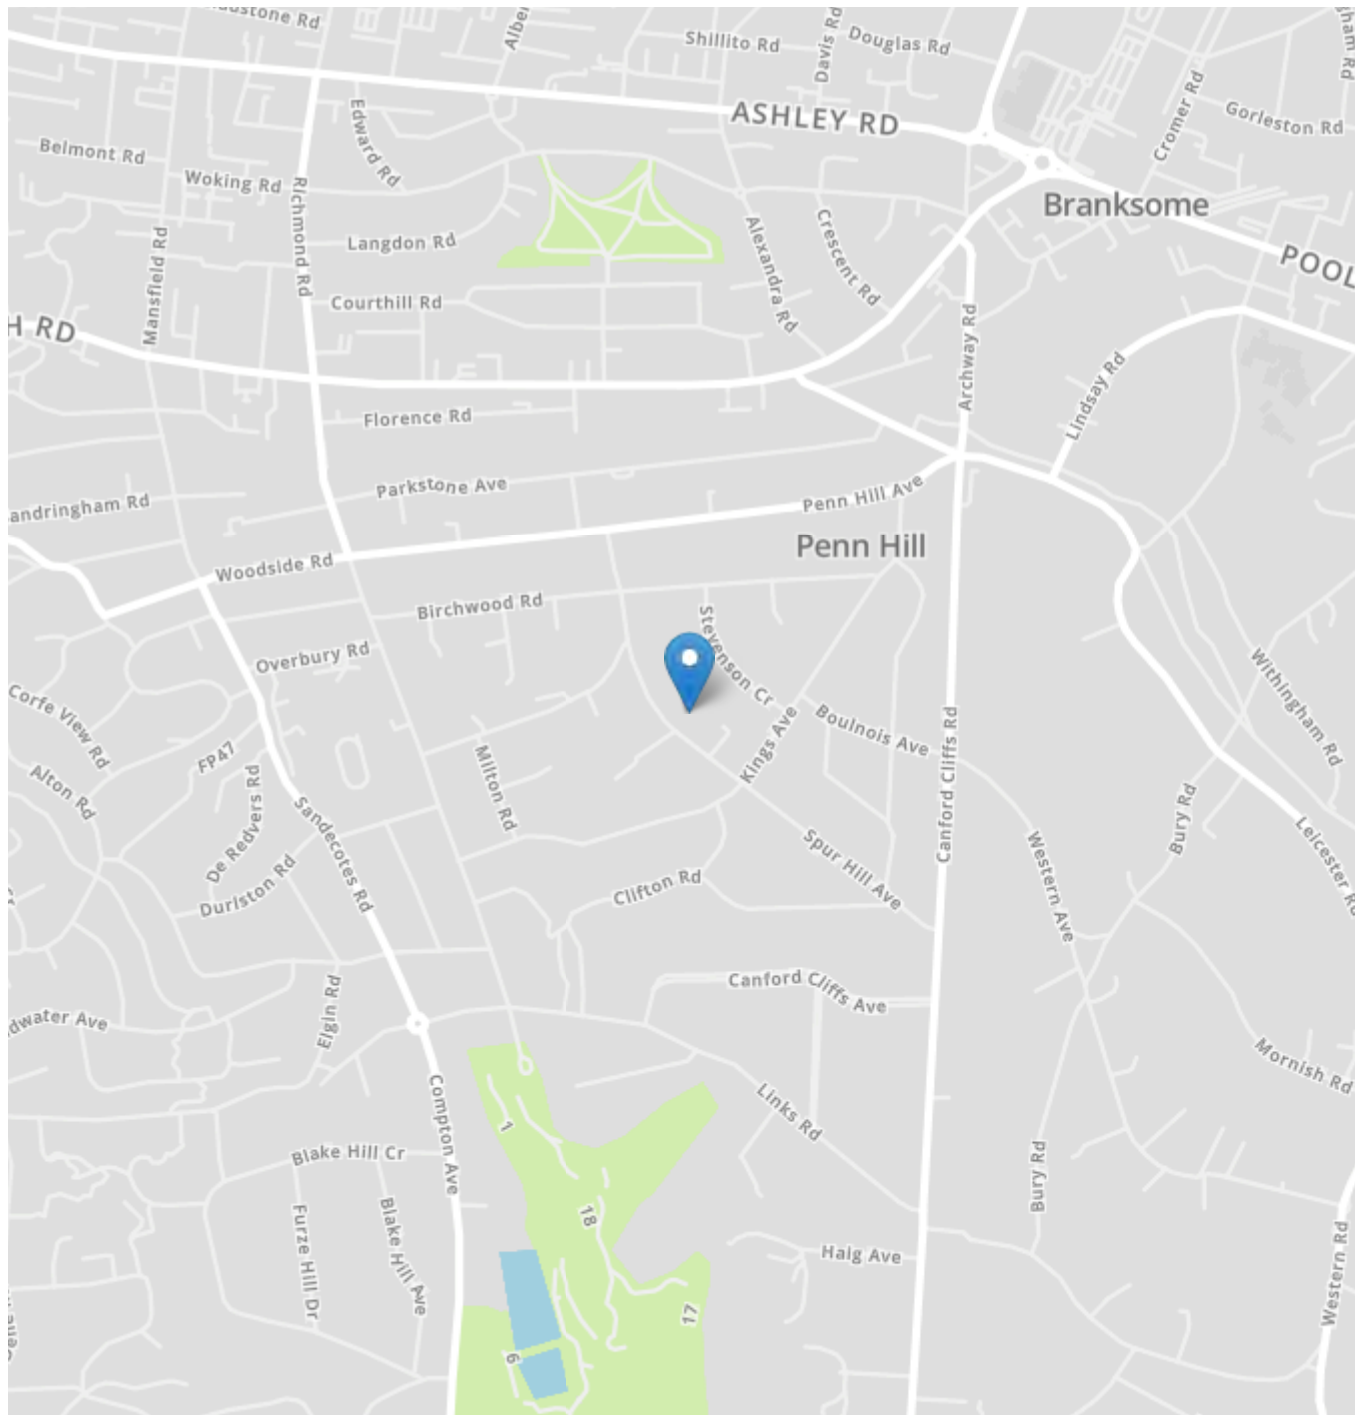 Shillito Rd
Davis Rd
Douglas Rd
ASHLEY RD
Cromer Rd
Gorleston Rd
Belmont Rd
Edward Rd
Woking Rd
Richmond Rd
Branksome
Langdon Rd
Mansfield Rd
Alexandra Rd
Crescent Rd
POOL
Courthill Rd
H RD
Archway Rd
Lindsay Rd
Florence Rd
Parkstone Ave
Penn Hill Ave
andringham Rd
Penn Hill
Woodside Rd
Birchwood Rd
Stevenson Cr
Overbury Rd
Withingham Rd
Corfe View Rd
Boulnois Ave
Kings Ave
FP47
Alton Rd
Milton Rd
Canford Cliffs Rd
De Redvers Rd
Sandecotes Rd
Bury Rd
Leicester Rd
Spur Hill Ave
Western Ave
Durlston Rd
Clifton Rd
Canford Cliffs Ave
Elgin Rd
dwater Ave
Mornish Rd
Compton Ave
Links Rd
1
Blake Hill Cr
Bury Rd
18
Furze Hill Dr
Blake Hill Ave
Haig Ave
Western Rd
17
6